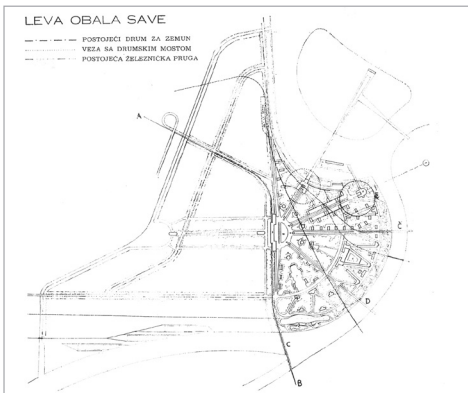 LEVA OBALA SAVE
POSTOJEĆI DRUM ZA ZEMUN
VEZA SA DRUMSKIM MOSTOM
POSTOJEĆA ŽELEZNIČKA PRUGA
A
Č
D
C
B